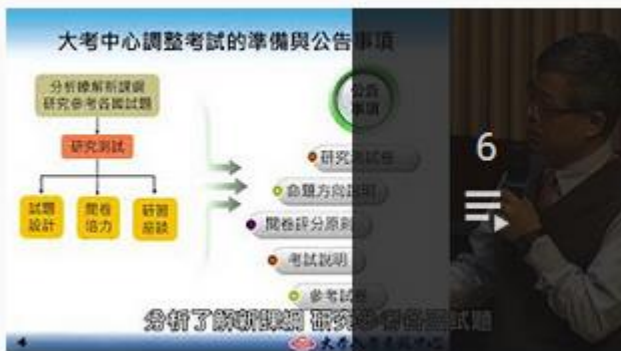 大考中心調整考試的準備與公告事項
分析瞭解新課綱
研究參考各國試題
公告
事項
研究測試
研究測試卷
命題方向說明
試題
設計
閱卷
倍力
研習
座談
閱卷評分原則
考試說明
參考試卷
6
分析了解新課綱 研究參考各國試題
4